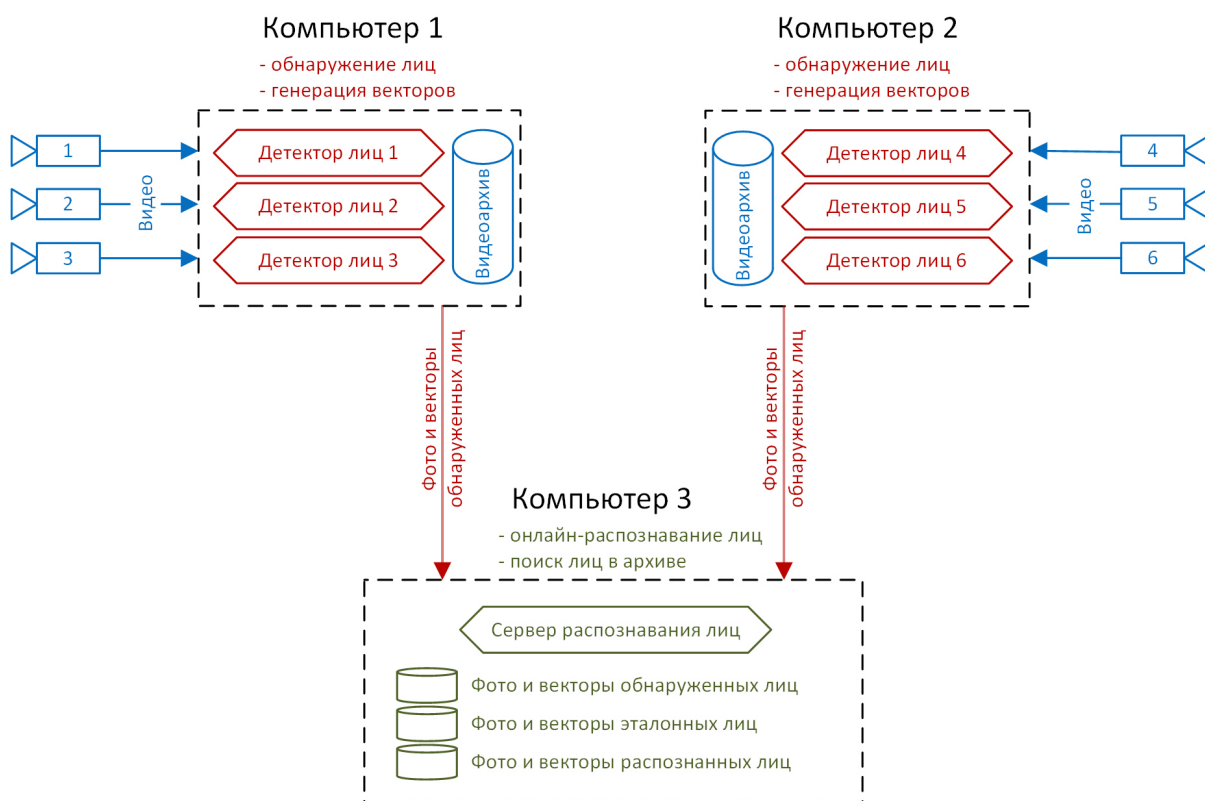 Компьютер 1
- обнаружение лиц
- генерация векторов
1
2
3
Видео
Детектор лиц 1
Детектор лиц 2
Детектор лиц 3
Видеоархив
Компьютер 2
- обнаружение лиц
- генерация векторов
Видеоархив
Детектор лиц 4
Детектор лиц 5
Детектор лиц 6
Видео
4
5
6
Фото и векторы
обнаруженных лиц
Фото и векторы
обнаруженных лиц
Компьютер 3
- онлайн-распознавание лиц
- поиск лиц в архиве
Сервер распознавания лиц
Фото и векторы обнаруженных лиц
Фото и векторы эталонных лиц
Фото и векторы распознанных лиц